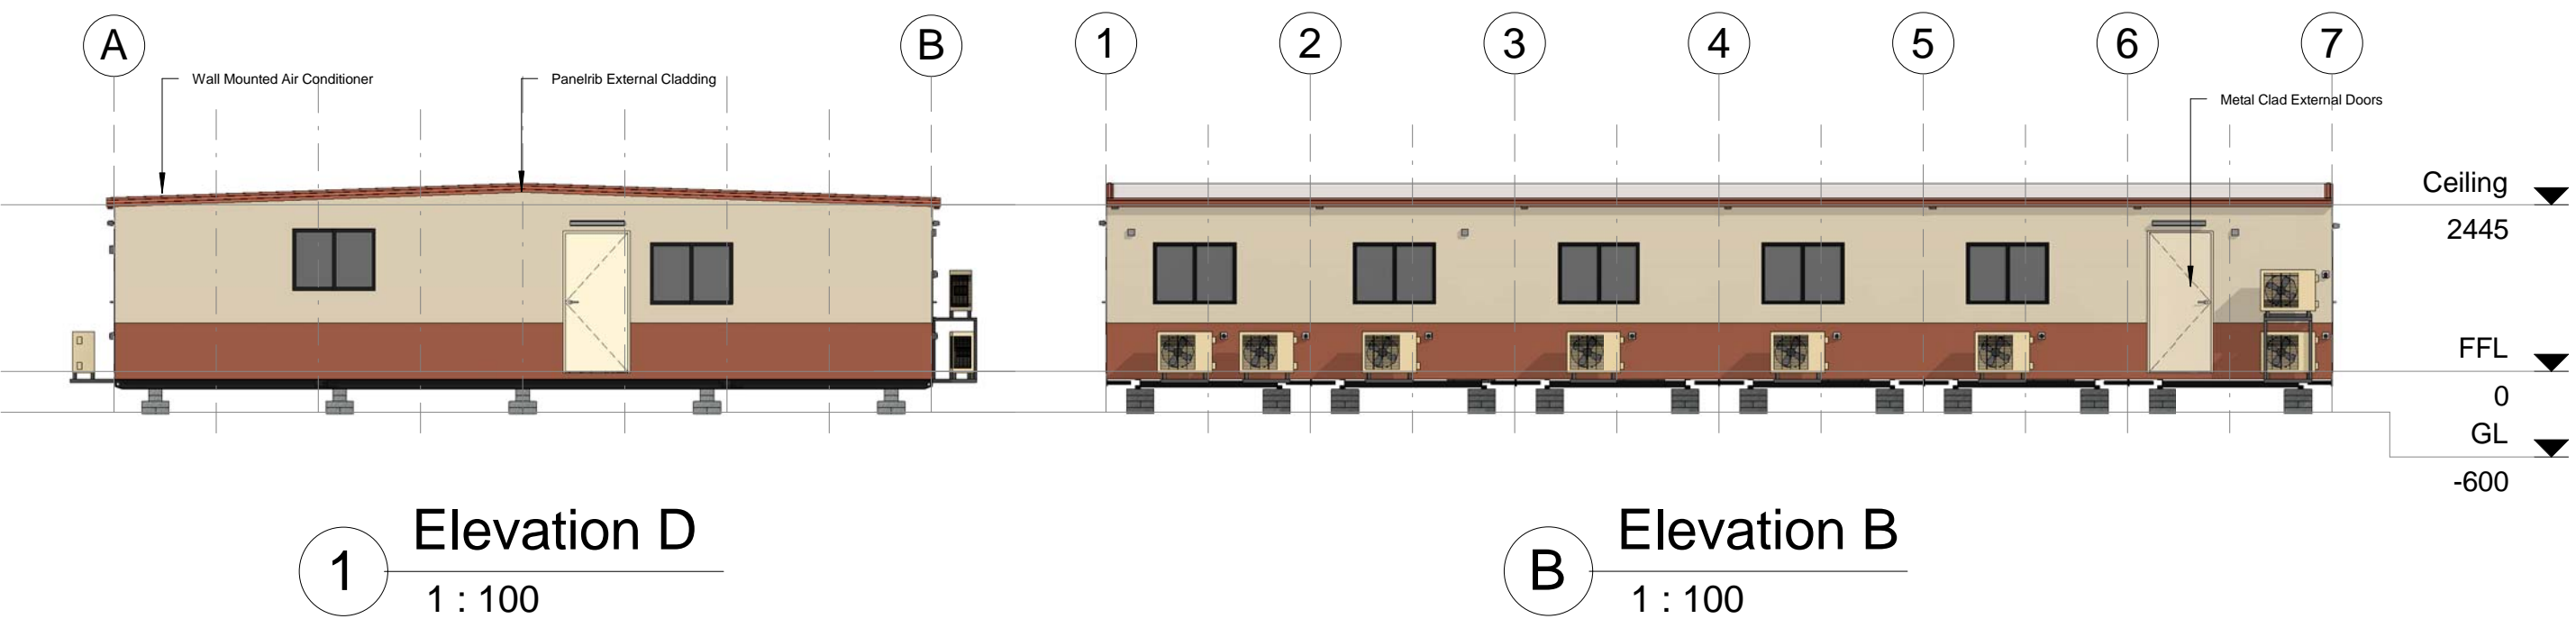 A
B
1
2
3
4
5
6
7
Wall Mounted Air Conditioner
Panelrib External Cladding
Metal Clad External Doors
Ceiling
2445
FFL
0
GL
-600
1
Elevation D
1 : 100
B
Elevation B
1 : 100